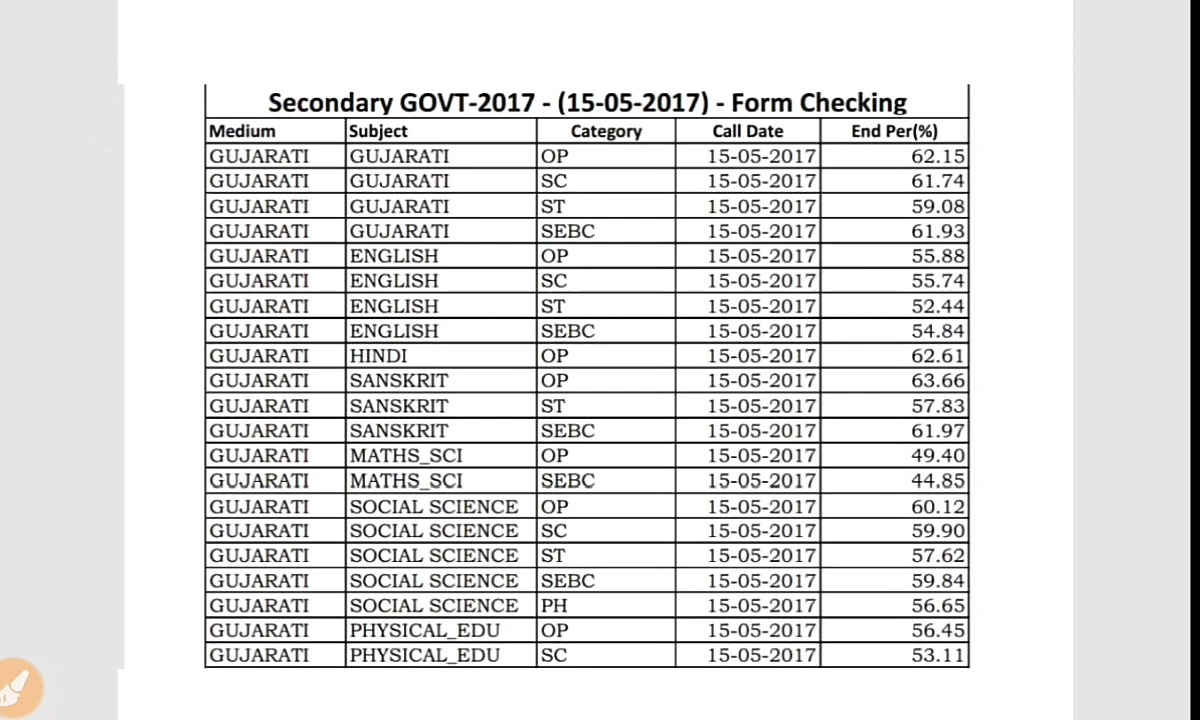 Secondary GOVT-2017 - (15-05-2017) - Form Checking
Medium Subject Category Call Date End Per(%)
GUJARATI GUJARATI OP 15-05-2017 62.15
GUJARATI GUJARATI SC 15-05-2017 61.74
GUJARATI GUJARATI ST 15-05-2017 59.08
GUJARATI GUJARATI SEBC 15-05-2017 61.93
GUJARATI ENGLISH OP 15-05-2017 55.88
GUJARATI ENGLISH SC 15-05-2017 55.74
GUJARATI ENGLISH ST 15-05-2017 52.44
GUJARATI ENGLISH SEBC 15-05-2017 54.84
GUJARATI HINDI OP 15-05-2017 62.61
GUJARATI SANSKRIT OP 15-05-2017 63.66
GUJARATI SANSKRIT ST 15-05-2017 57.83
GUJARATI SANSKRIT SEBC 15-05-2017 61.97
GUJARATI MATHS_SCI OP 15-05-2017 49.40
GUJARATI MATHS_SCI SEBC 15-05-2017 44.85
GUJARATI SOCIAL SCIENCE OP 15-05-2017 60.12
GUJARATI SOCIAL SCIENCE SC 15-05-2017 59.90
GUJARATI SOCIAL SCIENCE ST 15-05-2017 57.62
GUJARATI SOCIAL SCIENCE SEBC 15-05-2017 59.84
GUJARATI SOCIAL SCIENCE PH 15-05-2017 56.65
GUJARATI PHYSICAL_EDU OP 15-05-2017 56.45
GUJARATI PHYSICAL_EDU SC 15-05-2017 53.11